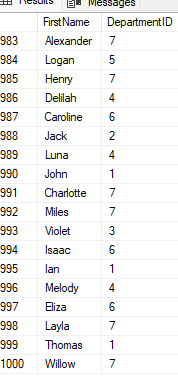 Results Messages
FirstName DepartmentID
983 Alexander 7
984 Logan 5
985 Henry 7
986 Delilah 4
987 Caroline 6
988 Jack 2
989 Luna 4
990 John 1
991 Charlotte 7
992 Miles 7
993 Violet 3
994 Isaac 6
995 Ian 1
996 Melody 4
997 Eliza 6
998 Layla 7
999 Thomas 1
1000 Willow 7